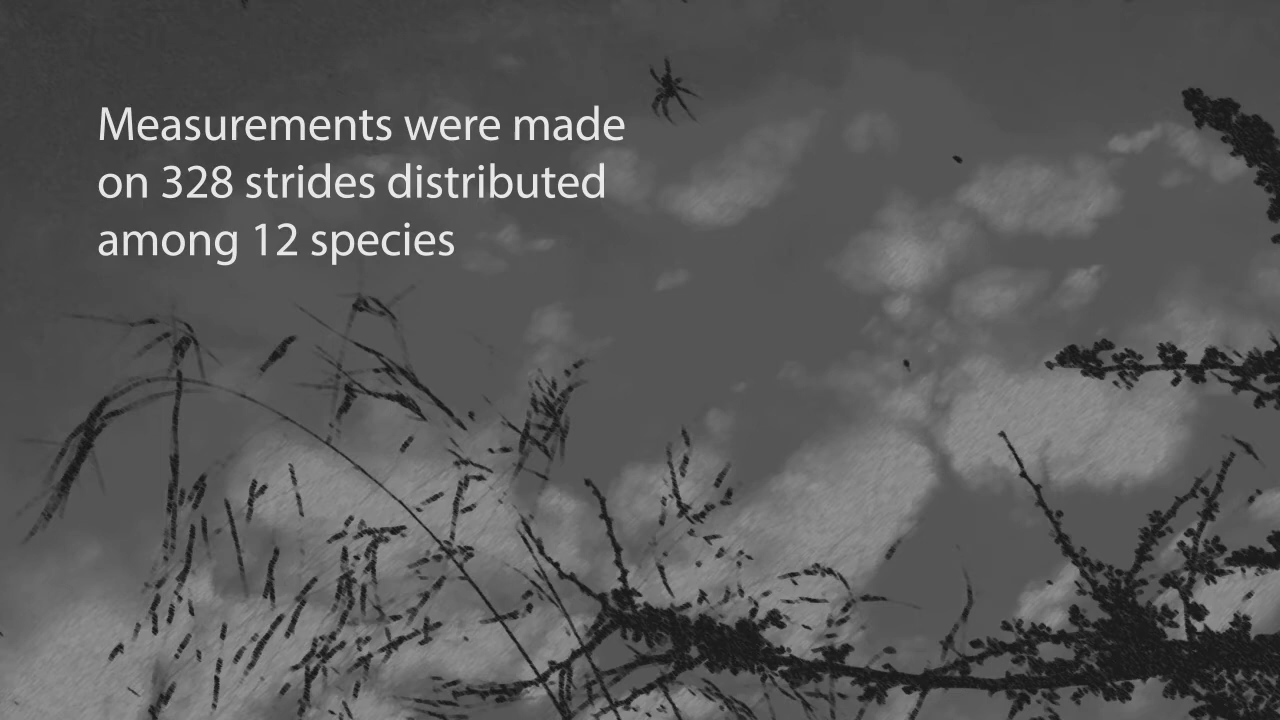 Measurements were made
on 328 strides distributed
among 12 species